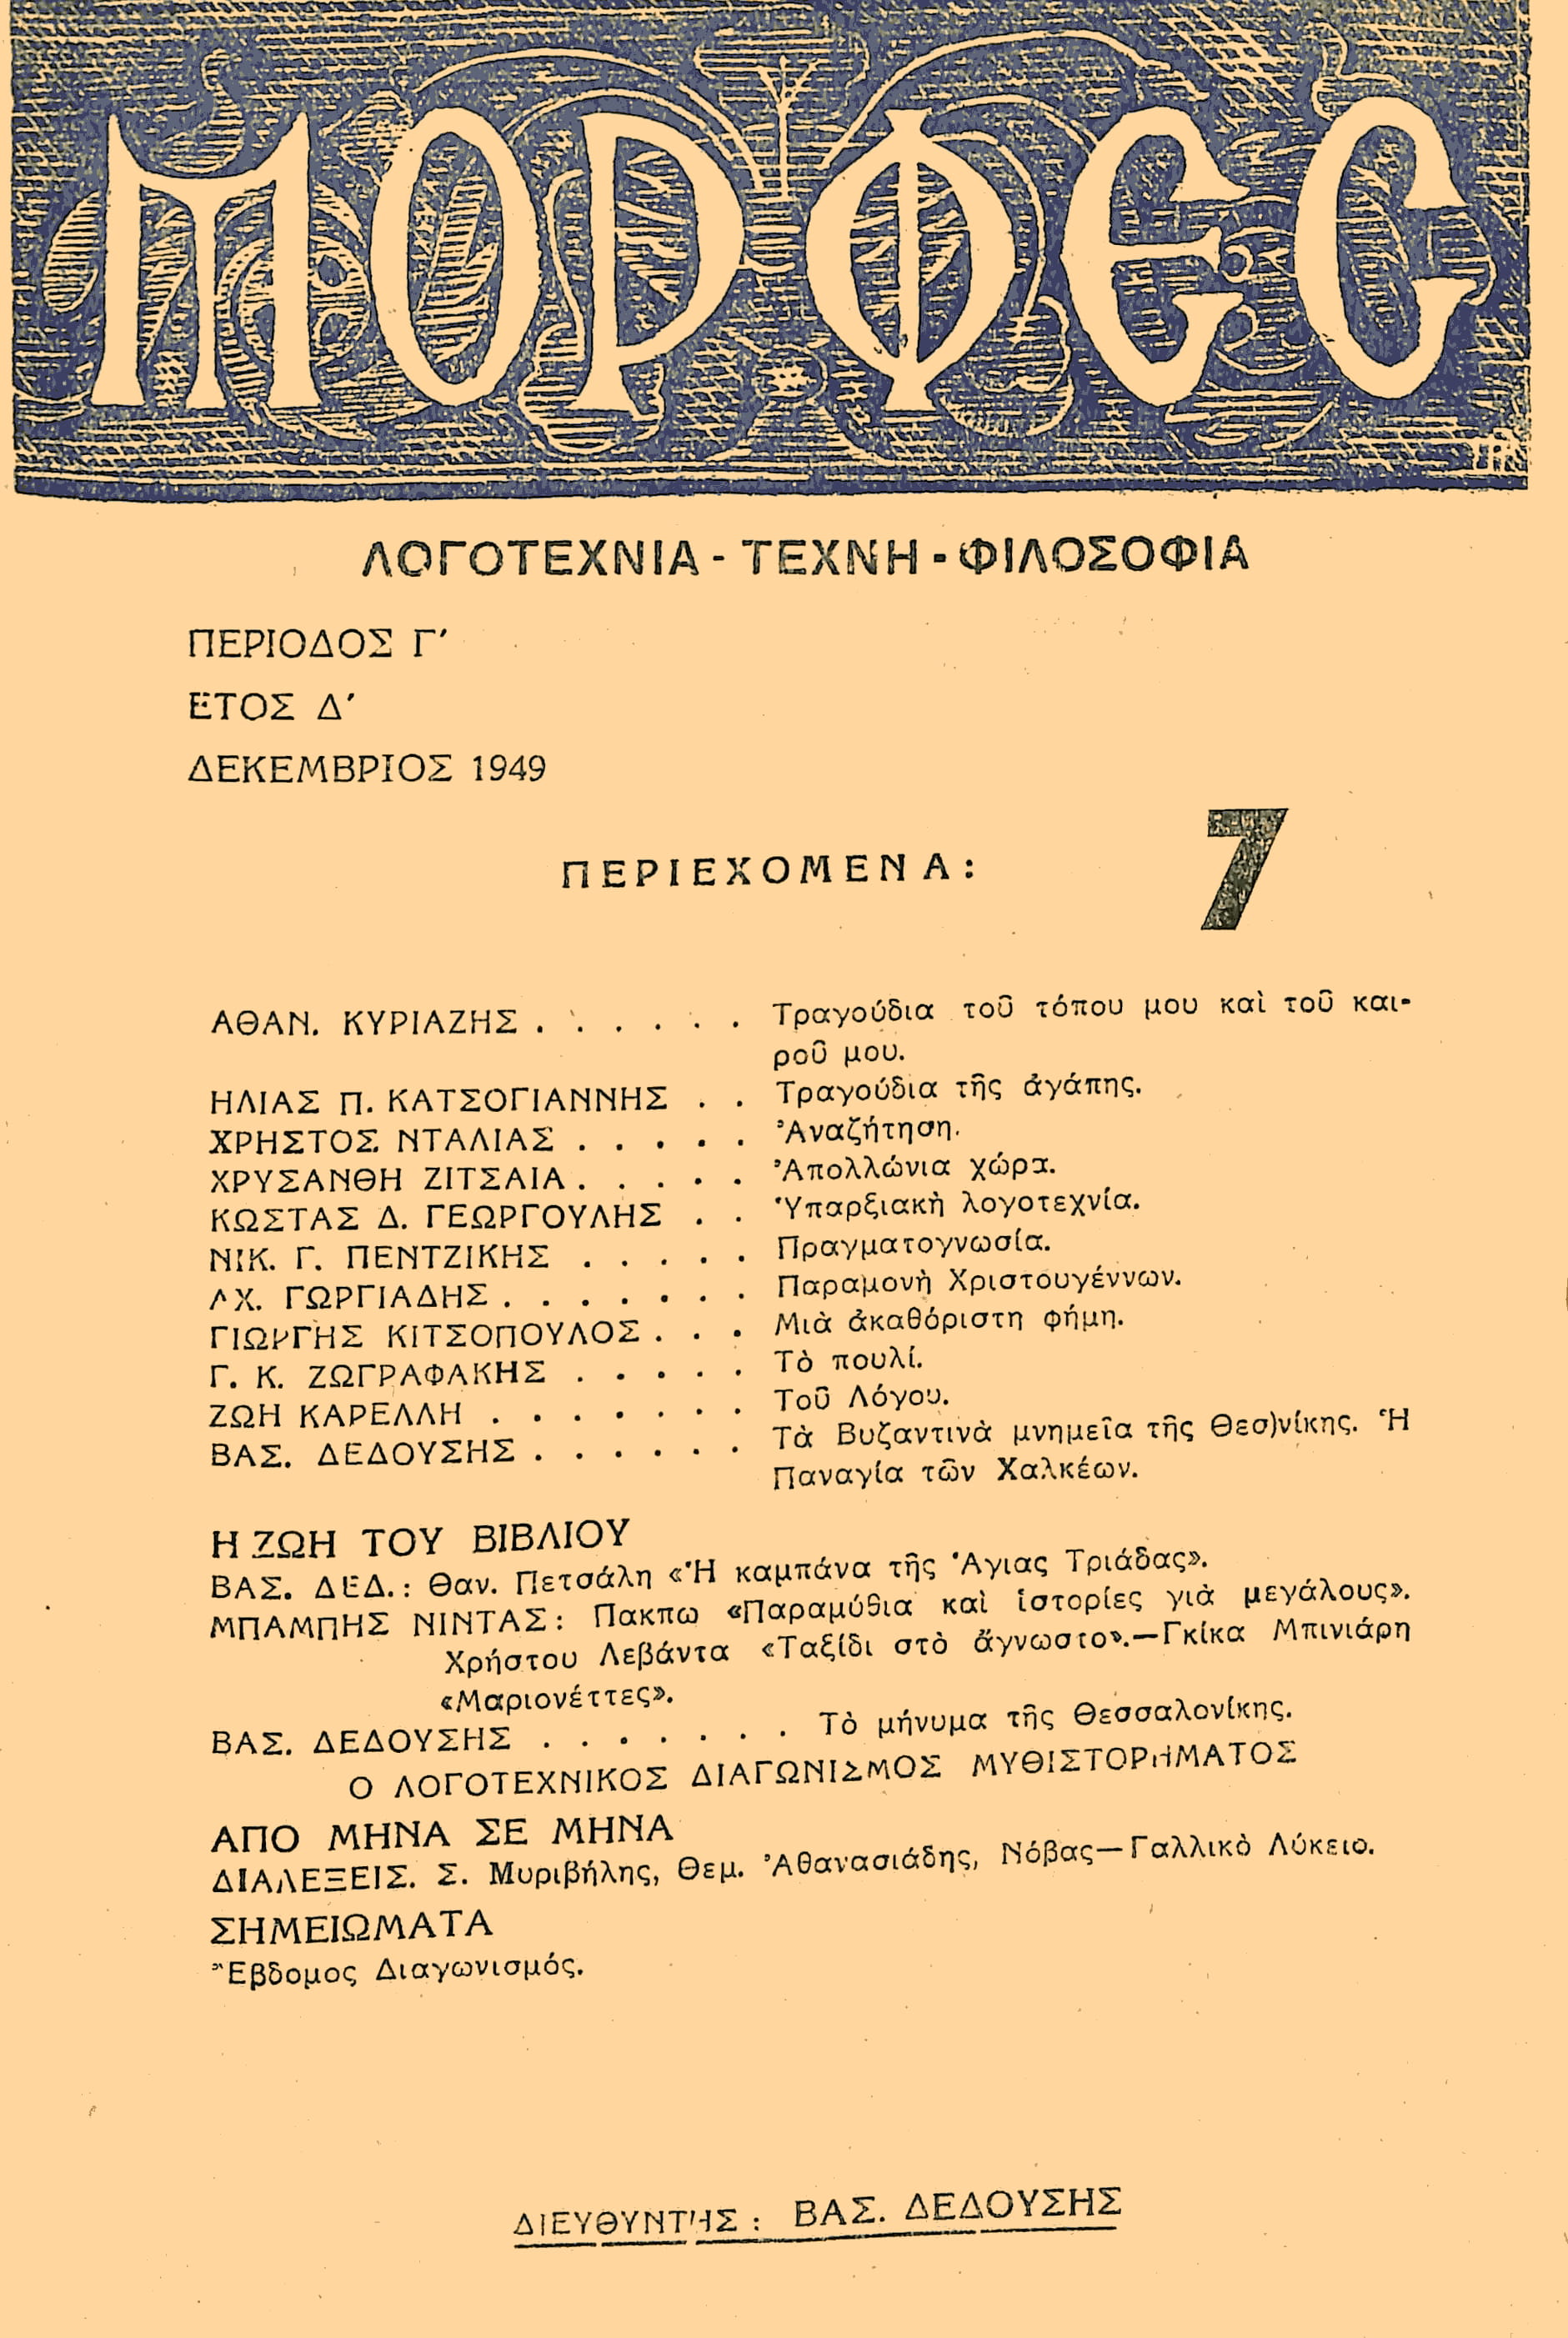 ΜΟΡΦΕС
ΛΟΓΟΤΕΧΝΙΑ - ΤΕΧΝΗ - ΦΙΛΟΣΟΦΙΑ
ΠΕΡΙΟΔΟΣ Γ′
ΕΤΟΣ Δ′
ΔΕΚΕΜΒΡΙΟΣ 1949
7
ΠΕΡΙΕΧΟΜΕΝΑ:
ΑΘΑΝ. ΚΥΡΙΑΖΗΣ . . . . . . Τραγούδια τοῦ τόπου μου καὶ τοῦ και-
ροῦ μου.
ΗΛΙΑΣ Π. ΚΑΤΣΟΓΙΑΝΝΗΣ . . Τραγούδια τῆς ἀγάπης.
ΧΡΗΣΤΟΣ ΝΤΑΛΙΑΣ . . . . . Ἀναζήτηση.
ΧΡΥΣΑΝΘΗ ΖΙΤΣΑΙΑ . . . . . Ἀπολλώνια χώρα.
ΚΩΣΤΑΣ Δ. ΓΕΩΡΓΟΥΛΗΣ . . Ὑπαρξιακὴ λογοτεχνία.
ΝΙΚ. Γ. ΠΕΝΤΖΙΚΗΣ . . . . . Πραγματογνωσία.
ΑΧ. ΓΩΡΓΙΑΔΗΣ . . . . . . . Παραμονὴ Χριστουγέννων.
ΓΙΩΡΓΗΣ ΚΙΤΣΟΠΟΥΛΟΣ . . . Μιὰ ἀκαθόριστη φήμη.
Γ. Κ. ΖΩΓΡΑΦΑΚΗΣ . . . . . Τὸ πουλί.
ΖΩΗ ΚΑΡΕΛΛΗ . . . . . . . Τοῦ Λόγου.
ΒΑΣ. ΔΕΔΟΥΣΗΣ . . . . . . Τὰ Βυζαντινὰ μνημεῖα τῆς Θεσ)νίκης. Ἡ
Παναγία τῶν Χαλκέων.
Η ΖΩΗ ΤΟΥ ΒΙΒΛΙΟΥ
ΒΑΣ. ΔΕΔ.: Θαν. Πετσάλη «Ἡ καμπάνα τῆς Ἁγιας Τριάδας».
ΜΠΑΜΠΗΣ ΝΙΝΤΑΣ: Πακπω «Παραμύθια καὶ ἱστορίες γιὰ μεγάλους».
Χρήστου Λεβάντα «Ταξίδι στὸ ἄγνωστο».—Γκίκα Μπινιάρη
«Μαριονέττες».
ΒΑΣ. ΔΕΔΟΥΣΗΣ . . . . . . . Τὸ μήνυμα τῆς Θεσσαλονίκης.
Ο ΛΟΓΟΤΕΧΝΙΚΟΣ ΔΙΑΓΩΝΙΣΜΟΣ ΜΥΘΙΣΤΟΡΗΜΑΤΟΣ
ΑΠΟ ΜΗΝΑ ΣΕ ΜΗΝΑ
ΔΙΑΛΕΞΕΙΣ. Σ. Μυριβήλης, Θεμ. Ἀθανασιάδης, Νόβας—Γαλλικὸ Λύκειο.
ΣΗΜΕΙΩΜΑΤΑ
Ἕβδομος Διαγωνισμός.
ΔΙΕΥΘΥΝΤΗΣ : ΒΑΣ. ΔΕΔΟΥΣΗΣ